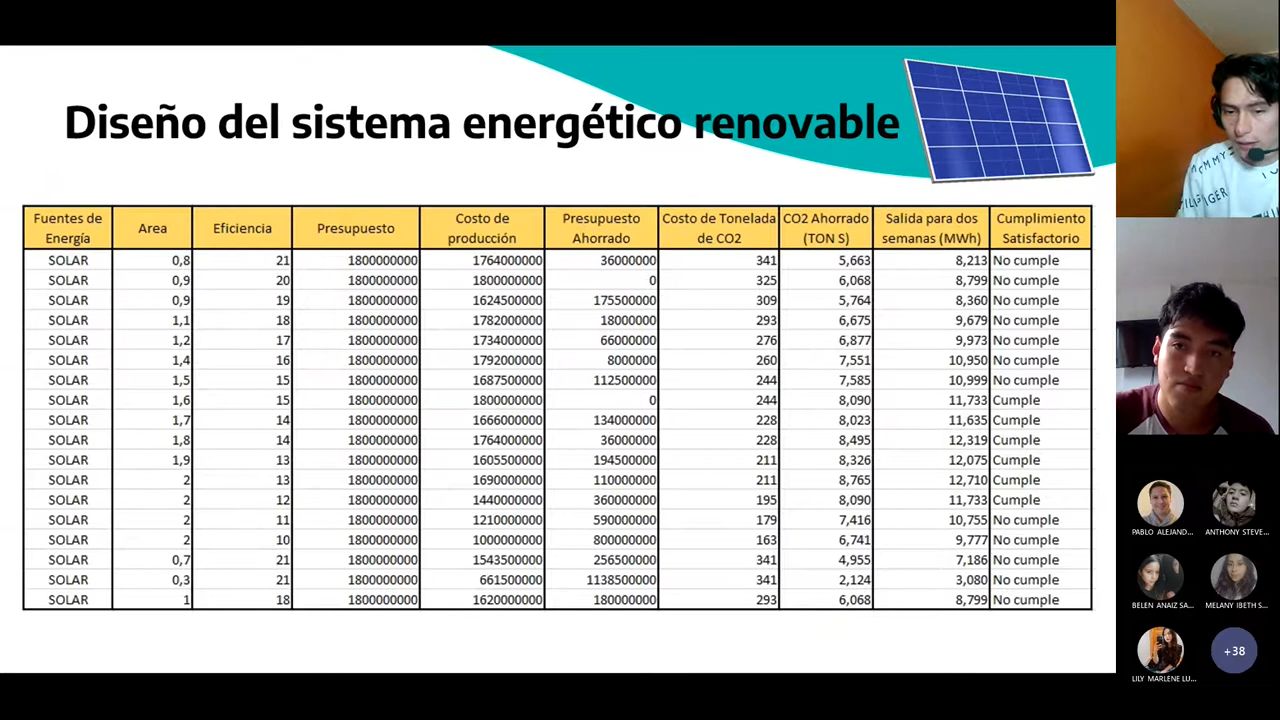 Diseño del sistema energético renovable
Fuentes de Energía Area Eficiencia Presupuesto Costo de producción Presupuesto Ahorrado Costo de Tonelada de CO2 CO2 Ahorrado (TON S) Salida para dos semanas (MWh) Cumplimiento Satisfactorio
SOLAR 0,8 21 1800000000 1764000000 36000000 341 5,663 8,213 No cumple
SOLAR 0,9 20 1800000000 1800000000 0 325 6,068 8,799 No cumple
SOLAR 0,9 19 1800000000 1624500000 175500000 309 5,764 8,360 No cumple
SOLAR 1,1 18 1800000000 1782000000 18000000 293 6,675 9,679 No cumple
SOLAR 1,2 17 1800000000 1734000000 66000000 276 6,877 9,973 No cumple
SOLAR 1,4 16 1800000000 1792000000 8000000 260 7,551 10,950 No cumple
SOLAR 1,5 15 1800000000 1687500000 112500000 244 7,585 10,999 No cumple
SOLAR 1,6 15 1800000000 1800000000 0 244 8,090 11,733 Cumple
SOLAR 1,7 14 1800000000 1666000000 134000000 228 8,023 11,635 Cumple
SOLAR 1,8 14 1800000000 1764000000 36000000 228 8,495 12,319 Cumple
SOLAR 1,9 13 1800000000 1605500000 194500000 211 8,326 12,075 Cumple
SOLAR 2 13 1800000000 1690000000 110000000 211 8,765 12,710 Cumple
SOLAR 2 12 1800000000 1440000000 360000000 195 8,090 11,733 Cumple
SOLAR 2 11 1800000000 1210000000 590000000 179 7,416 10,755 No cumple
SOLAR 2 10 1800000000 1000000000 800000000 163 6,741 9,777 No cumple
SOLAR 0,7 21 1800000000 1543500000 256500000 341 4,955 7,186 No cumple
SOLAR 0,3 21 1800000000 661500000 1138500000 341 2,124 3,080 No cumple
SOLAR 1 18 1800000000 1620000000 180000000 293 6,068 8,799 No cumple
PABLO ALEJAND... ANTHONY STEVE...
BELEN ANAIZ SA... MELANY IBETH S...
LILY MARLENE LU... +38